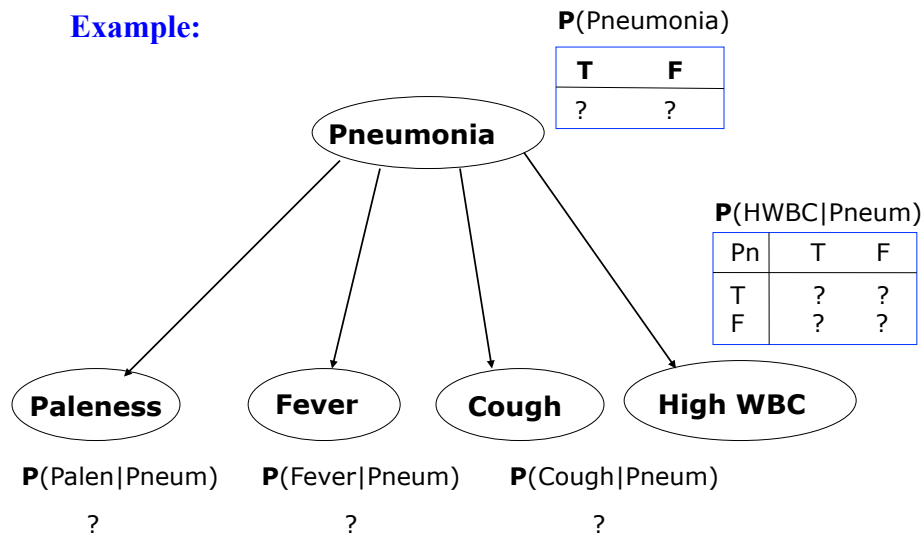 Example:
P(Pneumonia)
T F
? ?
Pneumonia
P(HWBC|Pneum)
Pn T F
T ? ?
F ? ?
Paleness
Fever
Cough
High WBC
P(Palen|Pneum)
P(Fever|Pneum)
P(Cough|Pneum)
?
?
?